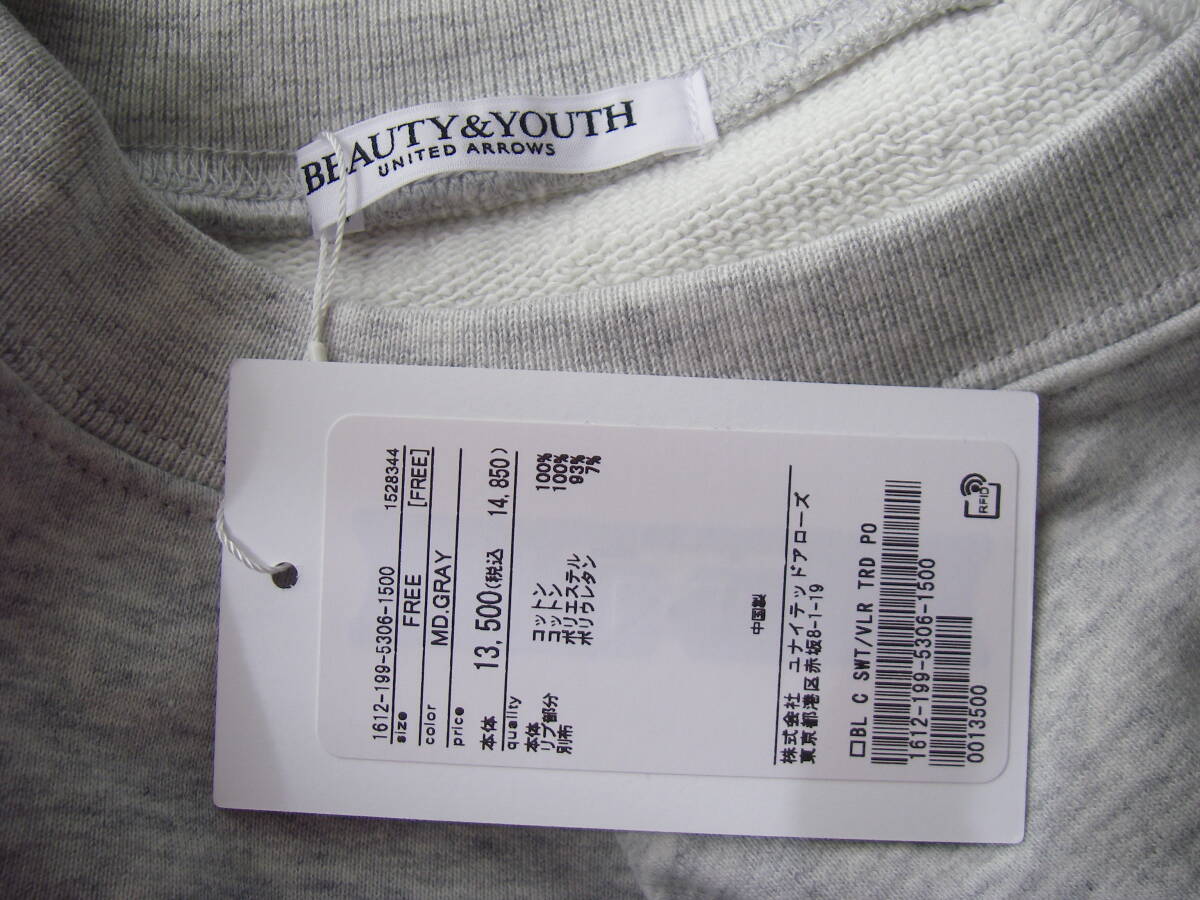 BEAUTY&YOUTH
UNITED ARROWS
1612-199-5306-1500 1528344
size FREE [FREE]
color MD.GRAY
price
本体 13,500(税込 14,850)
quality
本体 コットン 100%
リブ部分 コットン 100%
別布 ポリエステル 93%
ポリウレタン 7%
中国製
株式会社 ユナイテッドアローズ
東京都港区赤坂8-1-19
□BL C SWT/VLR TRD PO
1612-199-5306-1500
0013500
RFID